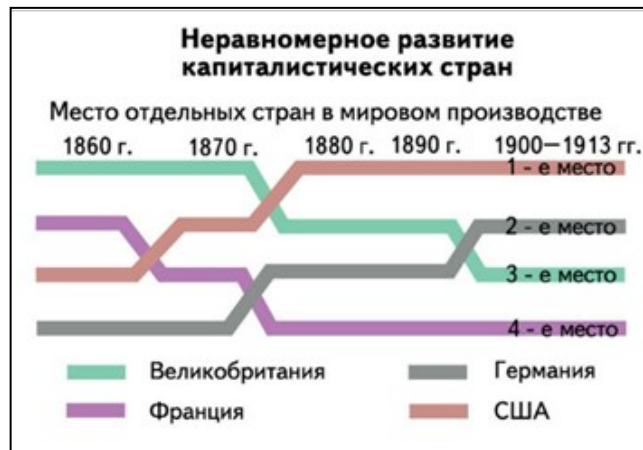 Неравномерное развитие
капиталистических стран
Место отдельных стран в мировом производстве
1860 г. 1870 г. 1880 г. 1890 г. 1900—1913 гг.
1 - е место
2 - е место
3 - е место
4 - е место
Великобритания Германия
Франция США